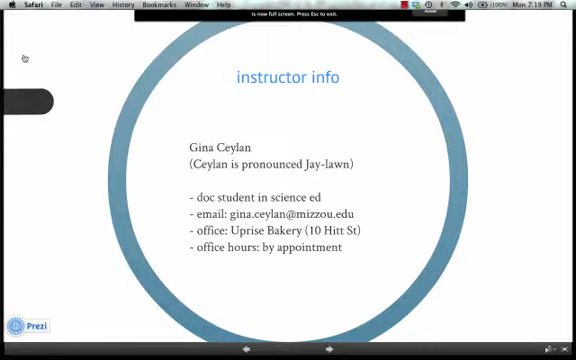 Safari File Edit View History Bookmarks Window Help
(100%) Mon 7:19 PM
is now full screen. Press Esc to exit.
Allow
instructor info
Gina Ceylan
(Ceylan is pronounced Jay-lawn)
- doc student in science ed
- email: gina.ceylan@mizzou.edu
- office: Uprise Bakery (10 Hitt St)
- office hours: by appointment
Prezi